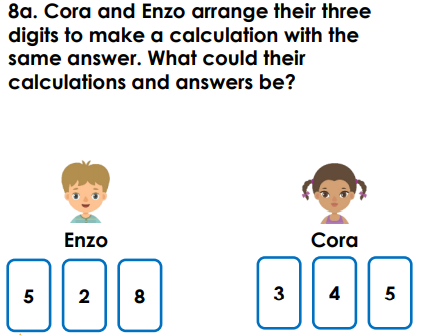 8a. Cora and Enzo arrange their three
digits to make a calculation with the
same answer. What could their
calculations and answers be?
Enzo
Cora
5 2 8
3 4 5